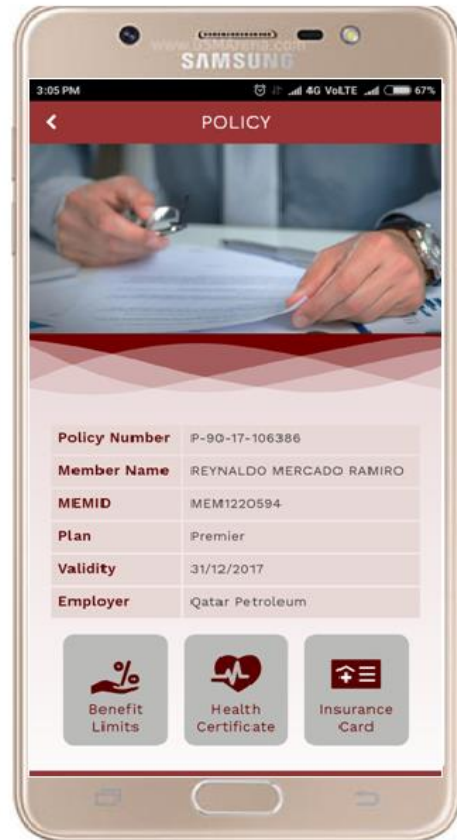 www.GSMArena.com
SAMSUNG
3:05 PM 4G VoLTE 67%
POLICY
Policy Number P-90-17-106386
Member Name REYNALDO MERCADO RAMIRO
MEMID MEM1220594
Plan Premier
Validity 31/12/2017
Employer Qatar Petroleum
Benefit Limits
Health Certificate
Insurance Card